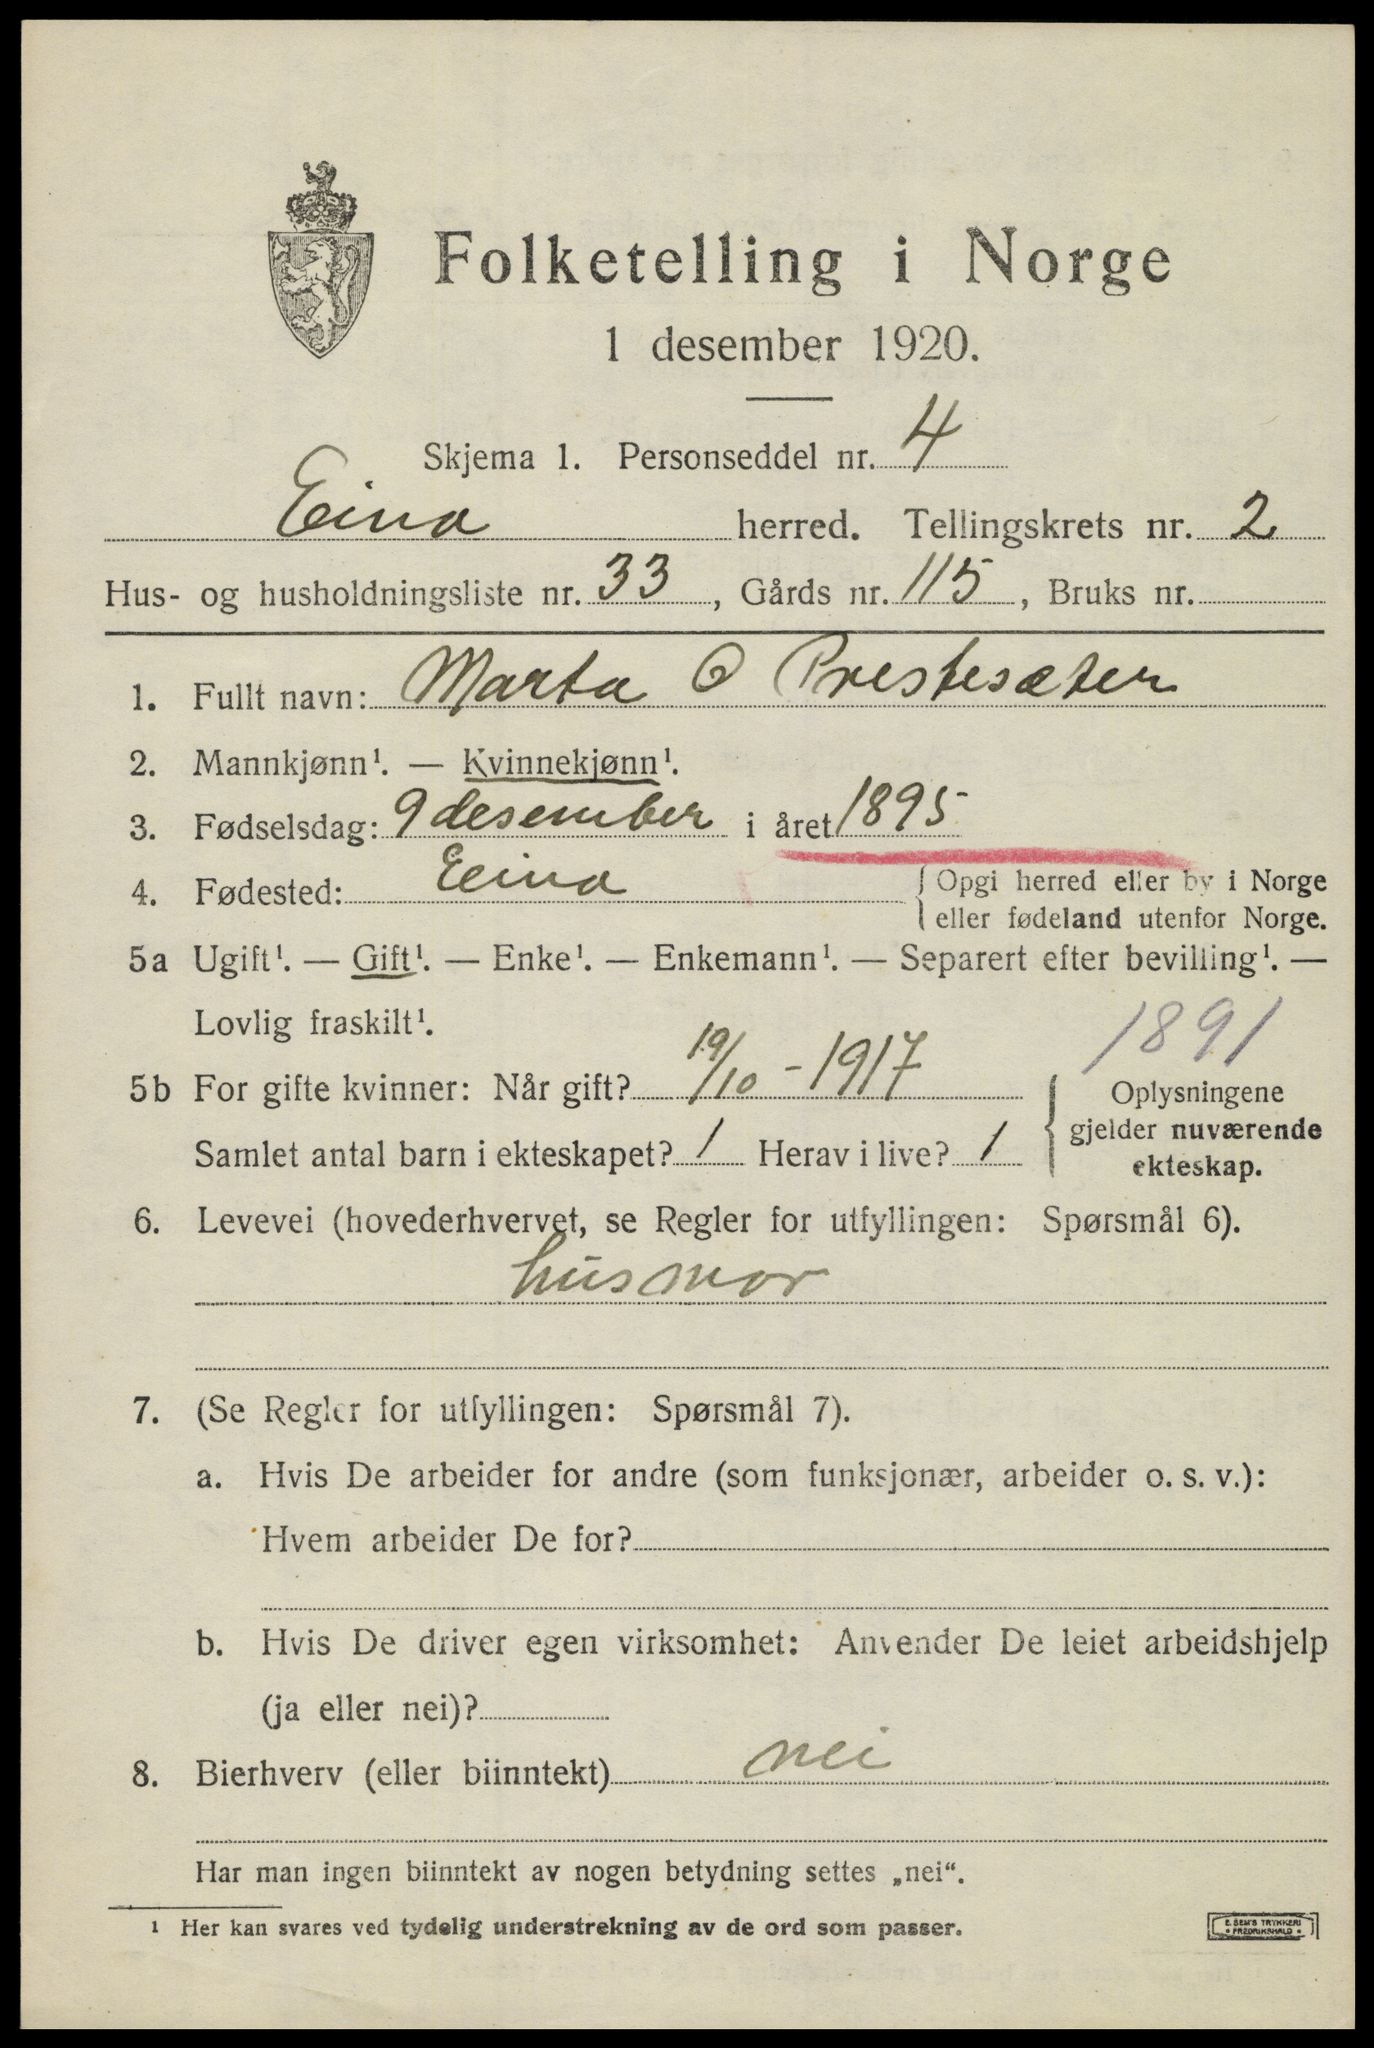 Folketelling i Norge
1 desember 1920.
Skjema 1. Personseddel nr. 4
Eina herred. Tellingskrets nr. 2
Hus- og husholdningsliste nr. 33, Gårds nr. 115, Bruks nr.
1. Fullt navn: Marta O Prestesæter
2. Mannkjønn¹. — Kvinnekjønn¹.
3. Fødselsdag: 9 desember i året 1895
4. Fødested: Eina {Opgi herred eller by i Norge
eller fødeland utenfor Norge.
5a Ugift¹. — Gift¹. — Enke¹. — Enkemann¹. — Separert efter bevilling¹. —
Lovlig fraskilt¹.
1891
5b For gifte kvinner: Når gift? 19/10 - 1917 { Oplysningene
gjelder nuværende
Samlet antal barn i ekteskapet? 1 Herav i live? 1
ekteskap.
6. Levevei (hovederhvervet, se Regler for utfyllingen: Spørsmål 6).
husmor
7. (Se Regler for utfyllingen: Spørsmål 7).
a. Hvis De arbeider for andre (som funksjonær, arbeider o. s. v.):
Hvem arbeider De for?
b. Hvis De driver egen virksomhet: Anvender De leiet arbeidshjelp
(ja eller nei)?
8. Bierhverv (eller biinntekt) nei
Har man ingen biinntekt av nogen betydning settes „nei“.
¹ Her kan svares ved tydelig understrekning av de ord som passer.
E. SEM'S TRYKKERI
FREDRIKSHALD